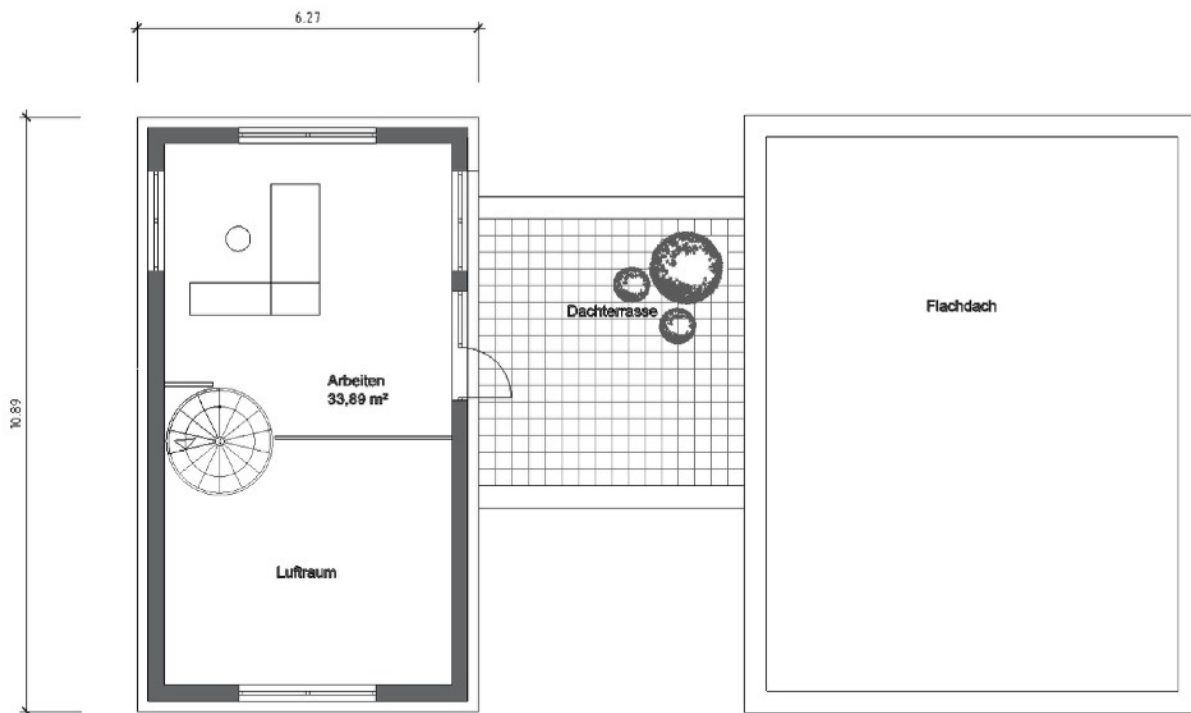 6.27
10.89
Dachterrasse
Flachdach
Arbeiten
33,89 m²
Luftraum